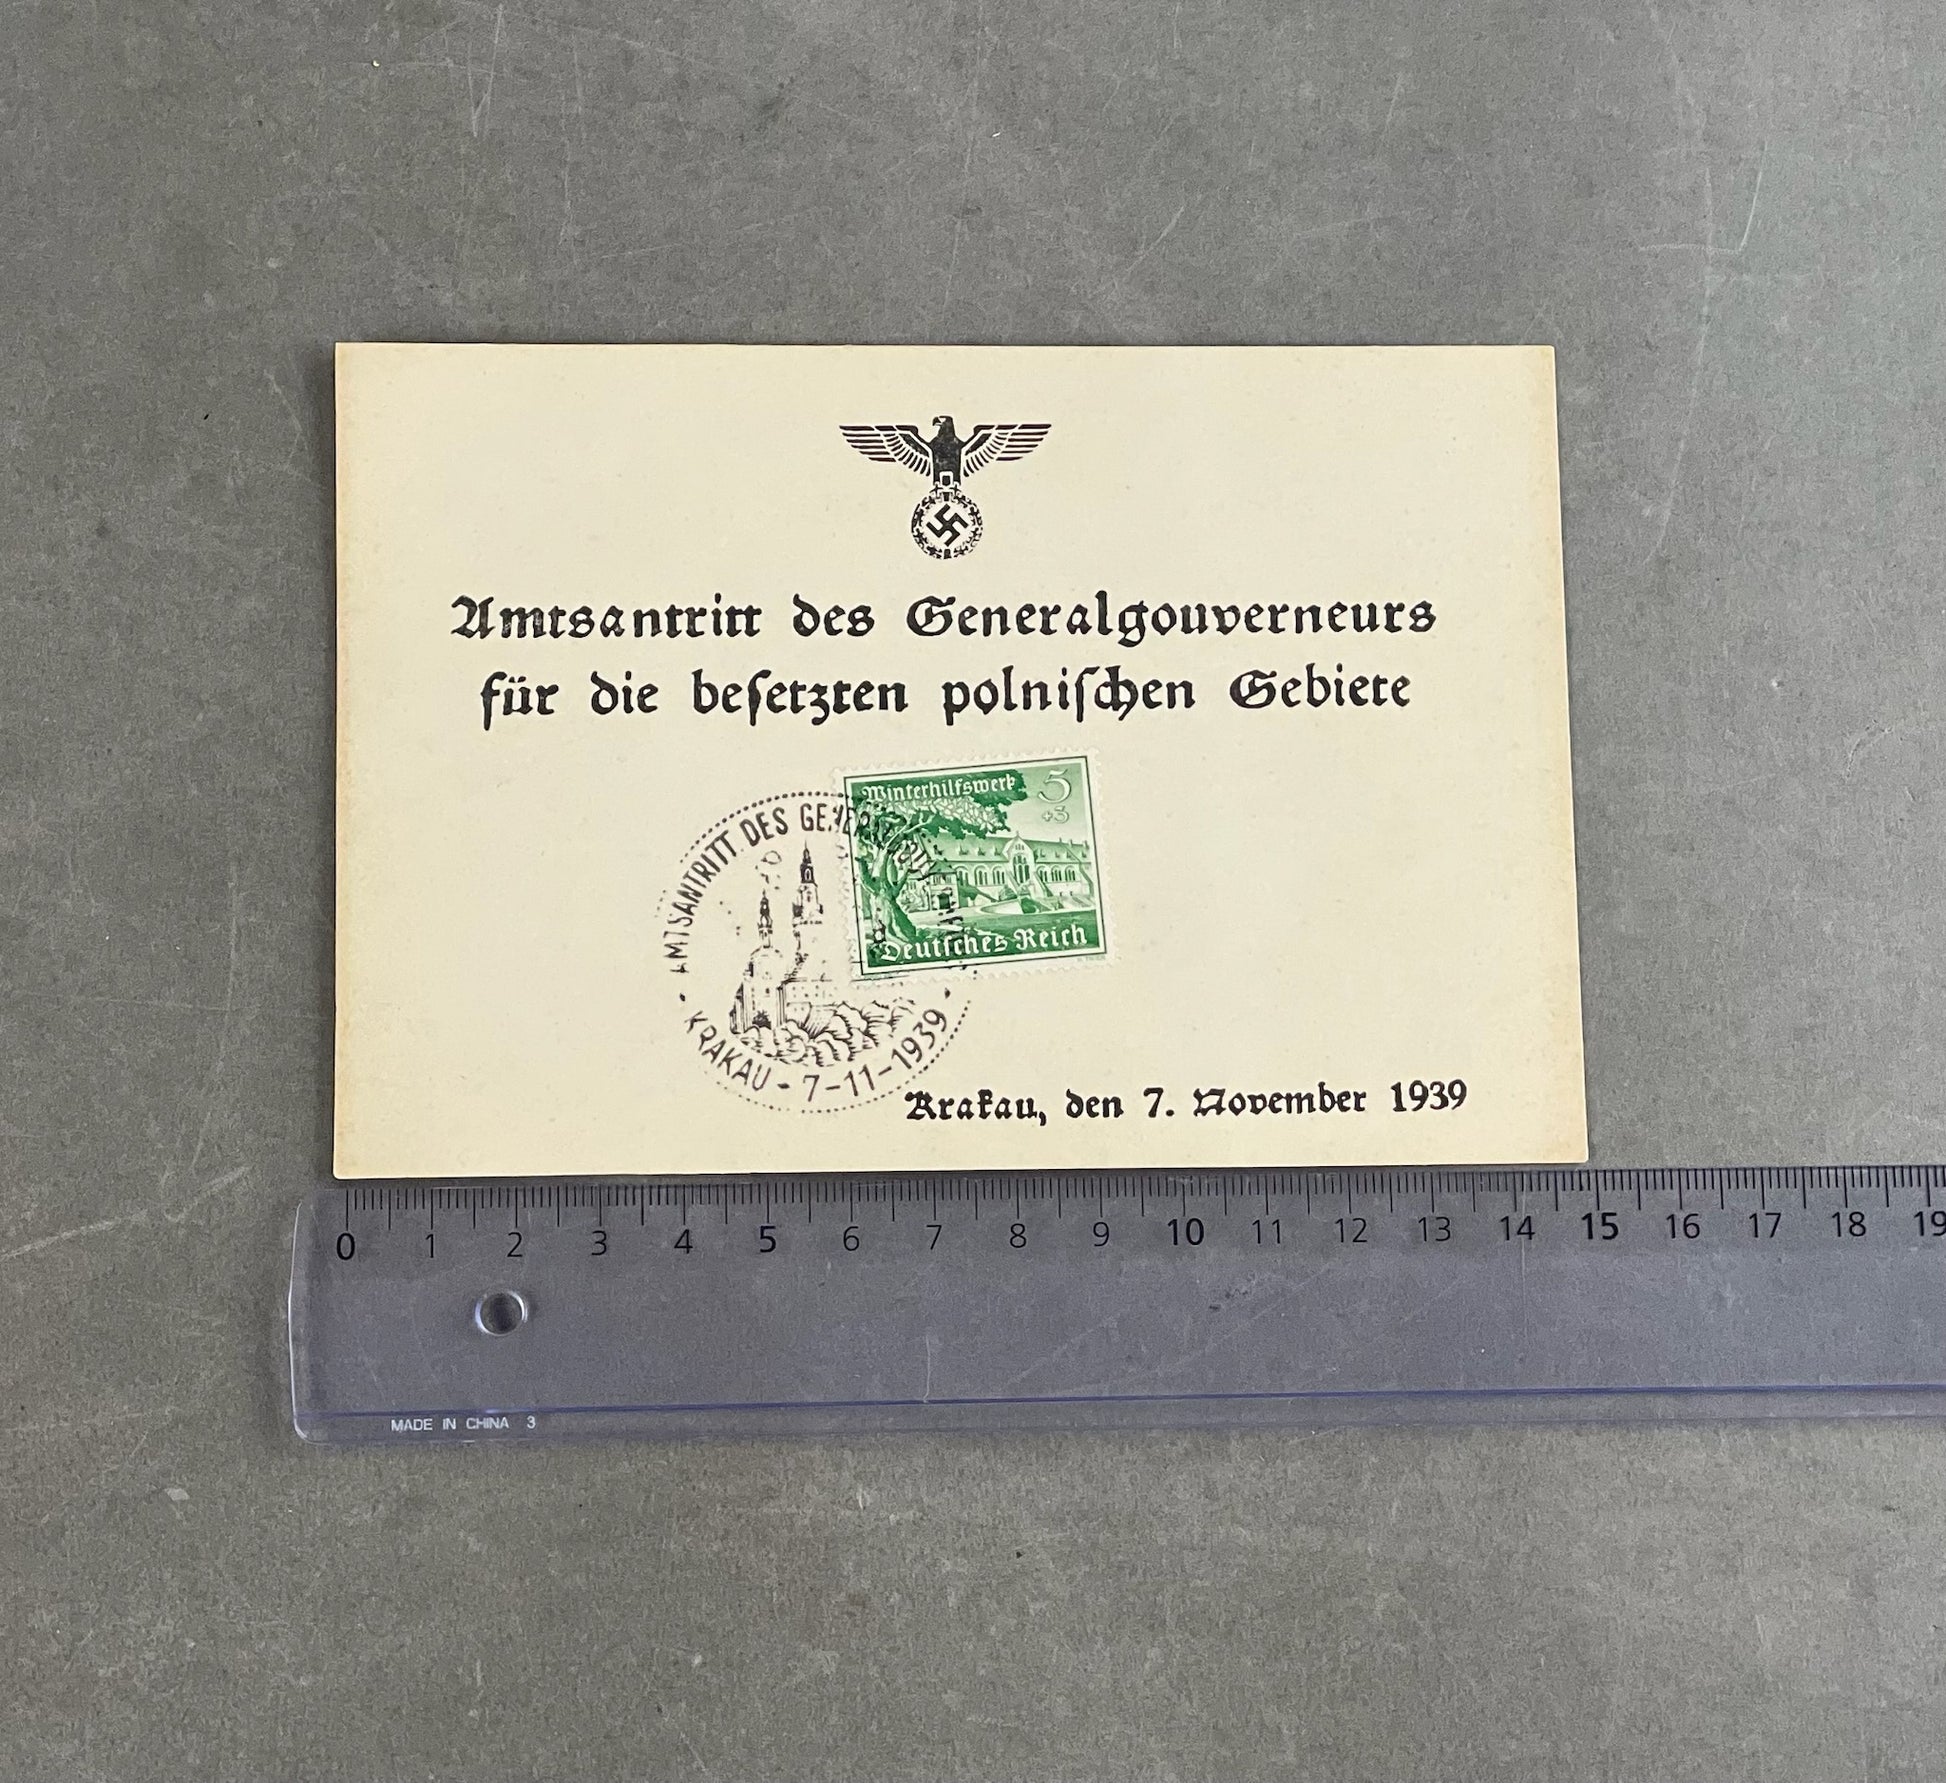 Amtsantritt des Generalgouverneurs
für die besetzten polnischen Gebiete
Winterhilfswerk 5
+3
Deutsches Reich
AMTSANTRITT DES
KRAKAU - 7-11-1939
Krakau, den 7. November 1939
0 1 2 3 4 5 6 7 8 9 10 11 12 13 14 15 16 17 18 19
MADE IN CHINA 3